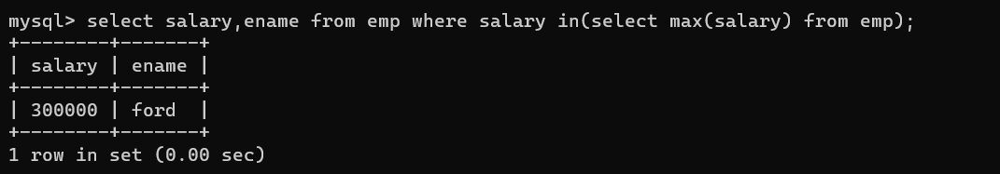 mysql> select salary,ename from emp where salary in(select max(salary) from emp);
+--------+-------+
| salary | ename |
+--------+-------+
| 300000 | ford  |
+--------+-------+
1 row in set (0.00 sec)